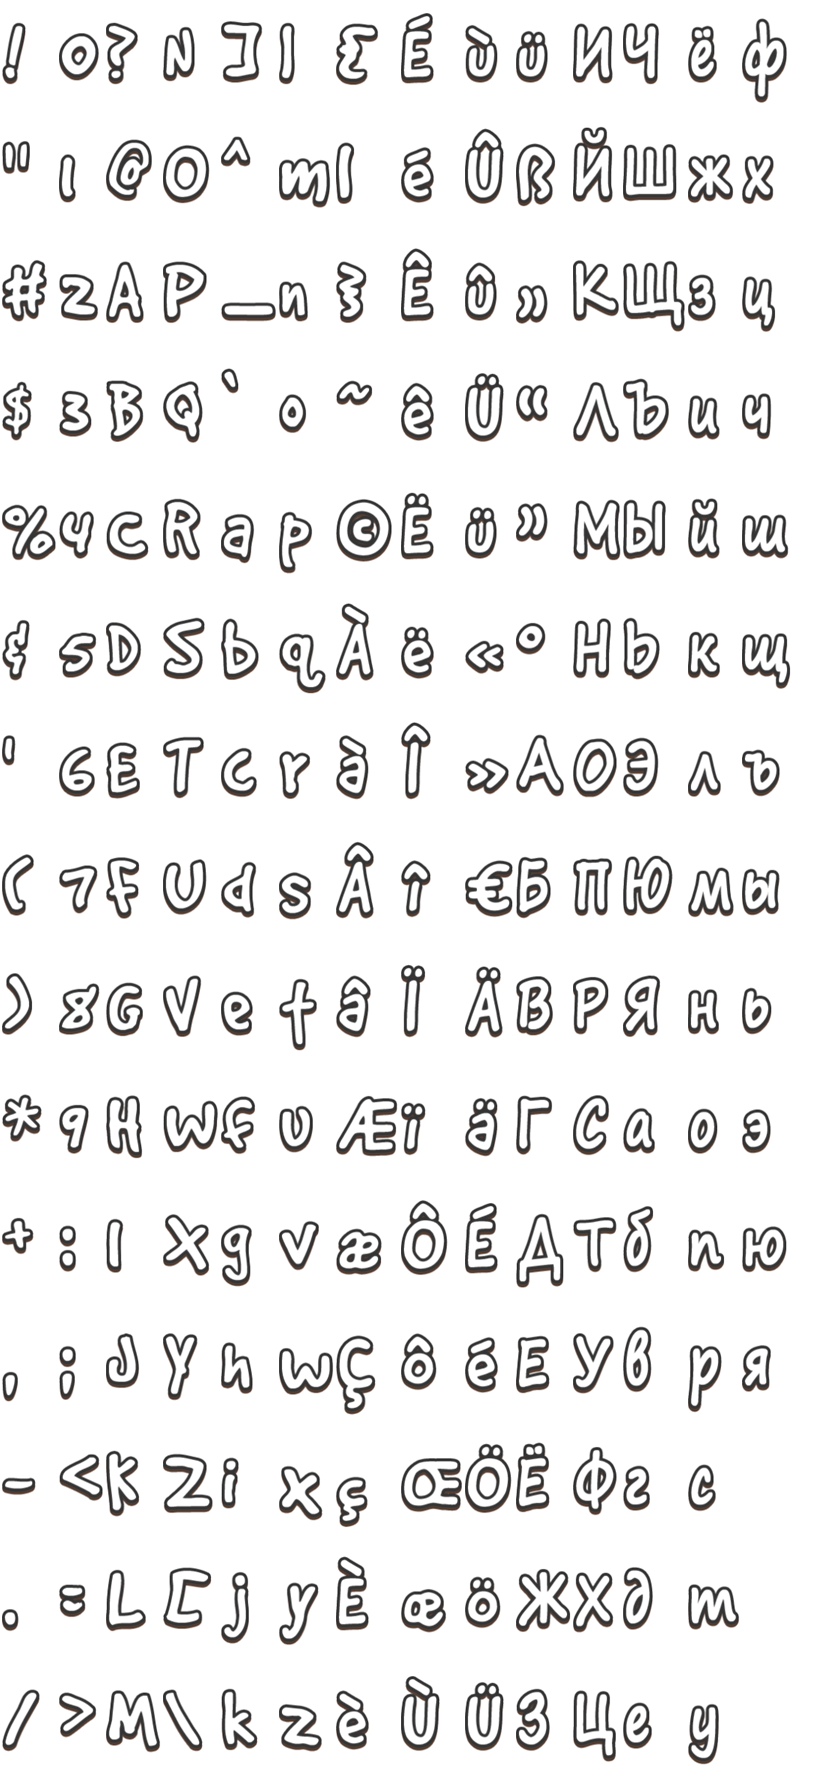 ! 0 ? N ] l { É ù ü И Ч ё ф
" 1 @ O ^ m | é Û ß Й Ш ж х
# 2 A P _ n } Ê û „ К Щ з ц
$ 3 B Q ` o ~ ê Ü “ Л Ъ и ч
% 4 C R a p © Ë ü ” М Ы й ш
& 5 D S b q À ë « ° Н Ь к щ
' 6 E T c r à Î » А О Э л ъ
( 7 F U d s Â î € Б П Ю м ы
) 8 G V e t â Ï Ä В Р Я н ь
* 9 H W f u Æ ï ä Г С а о э
+ : I X g v æ Ô É Д Т б п ю
, ; J Y h w Ç ô é Е У в р я
- < K Z i x ç Œ Ö Ё Ф г с
. = L [ j y È œ ö Ж Х д т
/ > M \ k z è Ù Ü З Ц е у